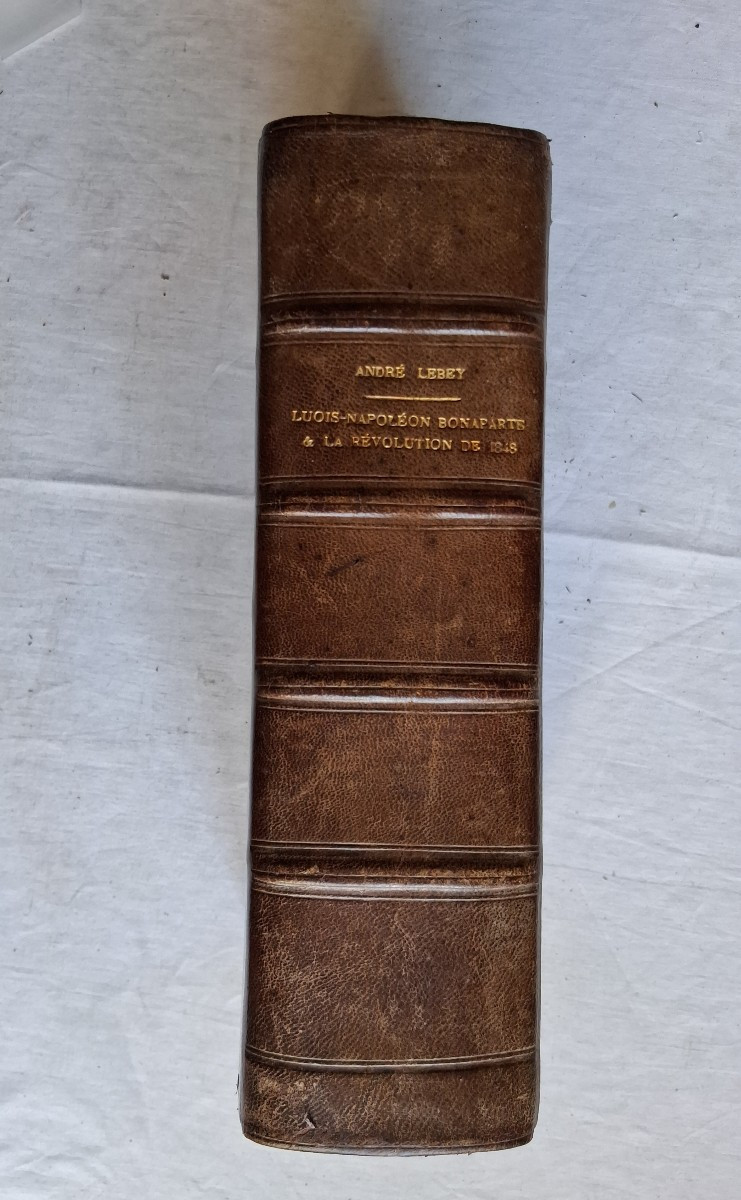 ANDRÉ LEBEY
LUOIS-NAPOLÉON BONAPARTE
& LA RÉVOLUTION DE 1848